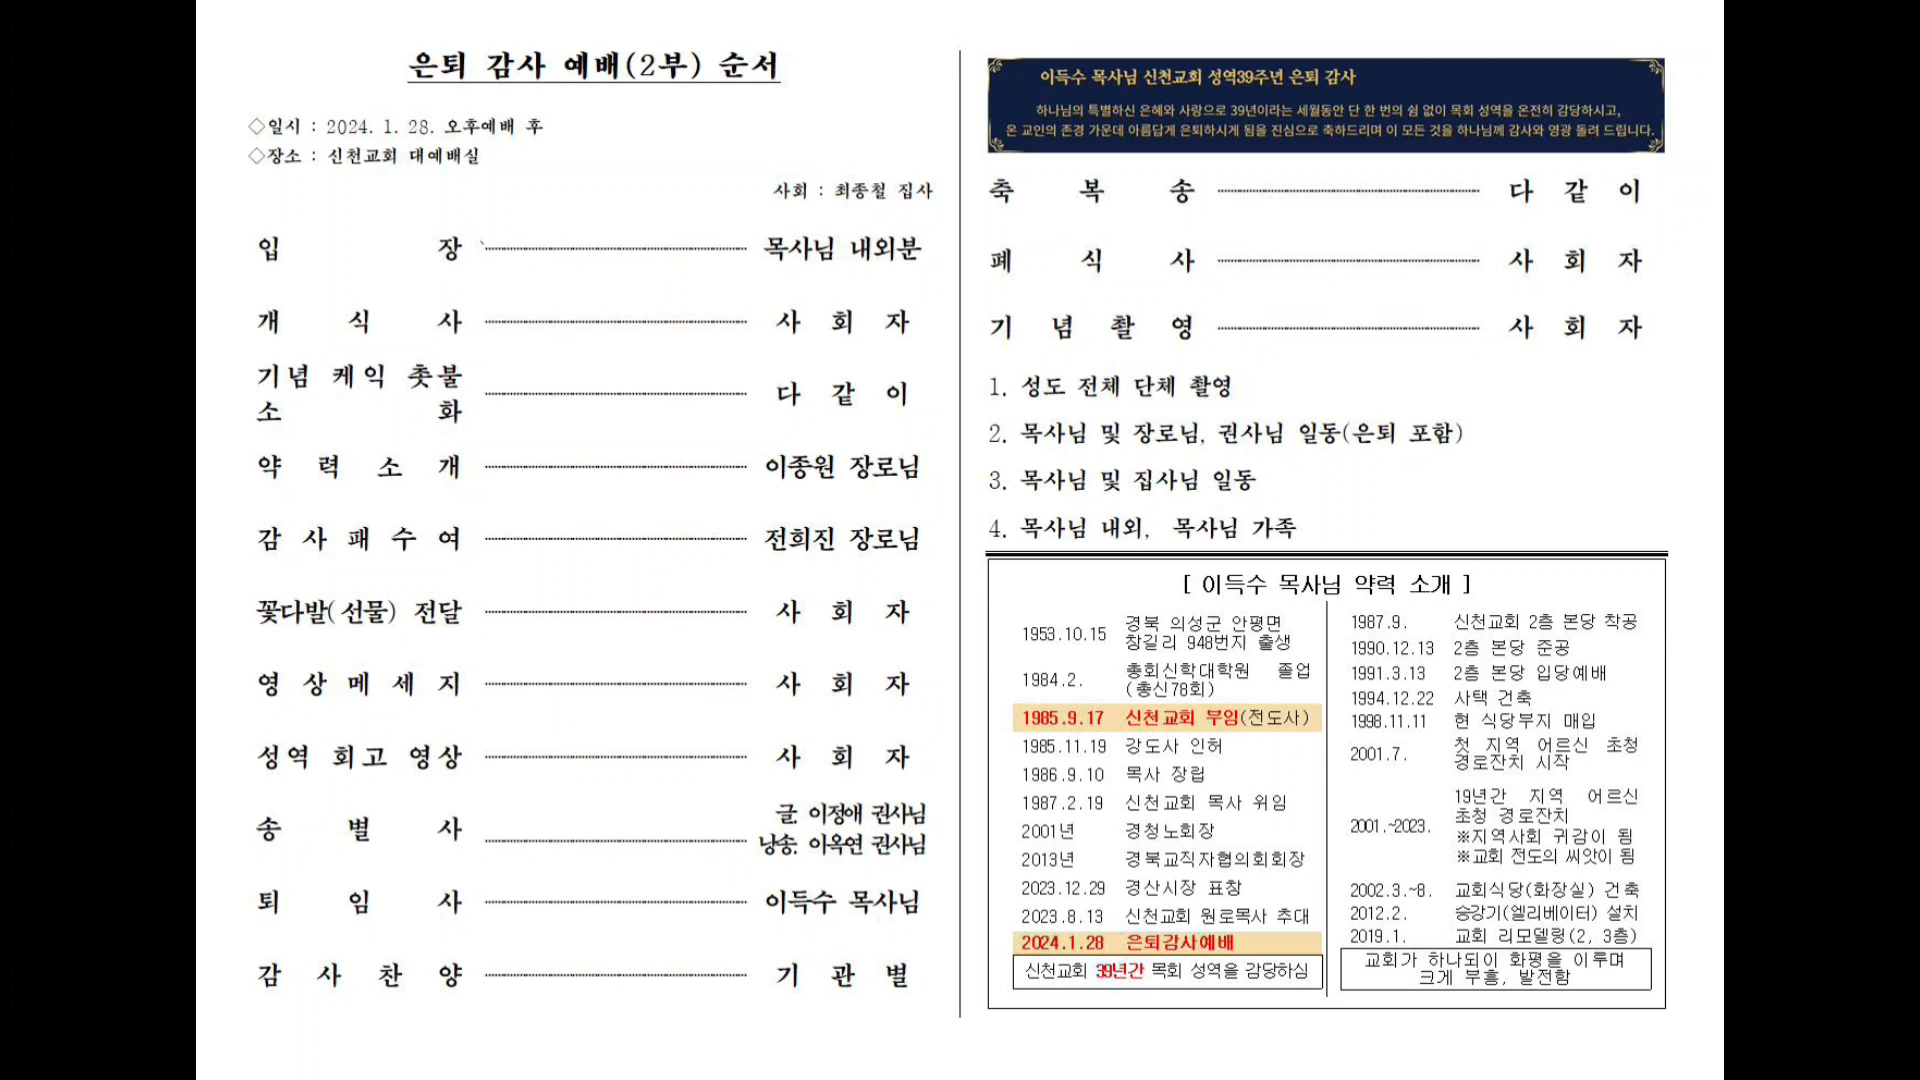 은퇴 감사 예배(2부) 순서
◇일시 : 2024. 1. 28. 오후예배 후
◇장소 : 신천교회 대예배실
사회 : 최종철 집사
입 장 목사님 내외분
개 식 사 사 회 자
기념 케익 촛불
소 화 다 같 이
약 력 소 개 이종원 장로님
감 사 패 수 여 전희진 장로님
꽃다발(선물) 전달 사 회 자
영 상 메 세 지 사 회 자
성역 회고 영상 사 회 자
송 별 사 글: 이정애 권사님
낭송: 이옥연 권사님
퇴 임 사 이득수 목사님
감 사 찬 양 기 관 별
이득수 목사님 신천교회 성역39주년 은퇴 감사
하나님의 특별하신 은혜와 사랑으로 39년이라는 세월동안 단 한 번의 쉼 없이 목회 성역을 온전히 감당하시고,
온 교인의 존경 가운데 아름답게 은퇴하시게 됨을 진심으로 축하드리며 이 모든 것을 하나님께 감사와 영광 돌려 드립니다.
축 복 송 다 같 이
폐 식 사 사 회 자
기 념 촬 영 사 회 자
1. 성도 전체 단체 촬영
2. 목사님 및 장로님, 권사님 일동(은퇴 포함)
3. 목사님 및 집사님 일동
4. 목사님 내외, 목사님 가족
[ 이득수 목사님 약력 소개 ]
1953.10.15 경북 의성군 안평면
창길리 948번지 출생
1984.2. 총회신학대학원 졸업
(총신78회)
1985.9.17 신천교회 부임(전도사)
1985.11.19 강도사 인허
1986.9.10 목사 장립
1987.2.19 신천교회 목사 위임
2001년 경청노회장
2013년 경북교직자협의회회장
2023.12.29 경산시장 표창
2023.8.13 신천교회 원로목사 추대
2024.1.28 은퇴감사예배
신천교회 39년간 목회 성역을 감당하심
1987.9. 신천교회 2층 본당 착공
1990.12.13 2층 본당 준공
1991.3.13 2층 본당 입당예배
1994.12.22 사택 건축
1998.11.11 현 식당부지 매입
2001.7. 첫 지역 어르신 초청
경로잔치 시작
2001.~2023. 19년간 지역 어르신
초청 경로잔치
※지역사회 귀감이 됨
※교회 전도의 씨앗이 됨
2002.3.~8. 교회식당(화장실) 건축
2012.2. 승강기(엘리베이터) 설치
2019.1. 교회 리모델링(2, 3층)
교회가 하나되이 화평을 이루며
크게 부흥, 발전함